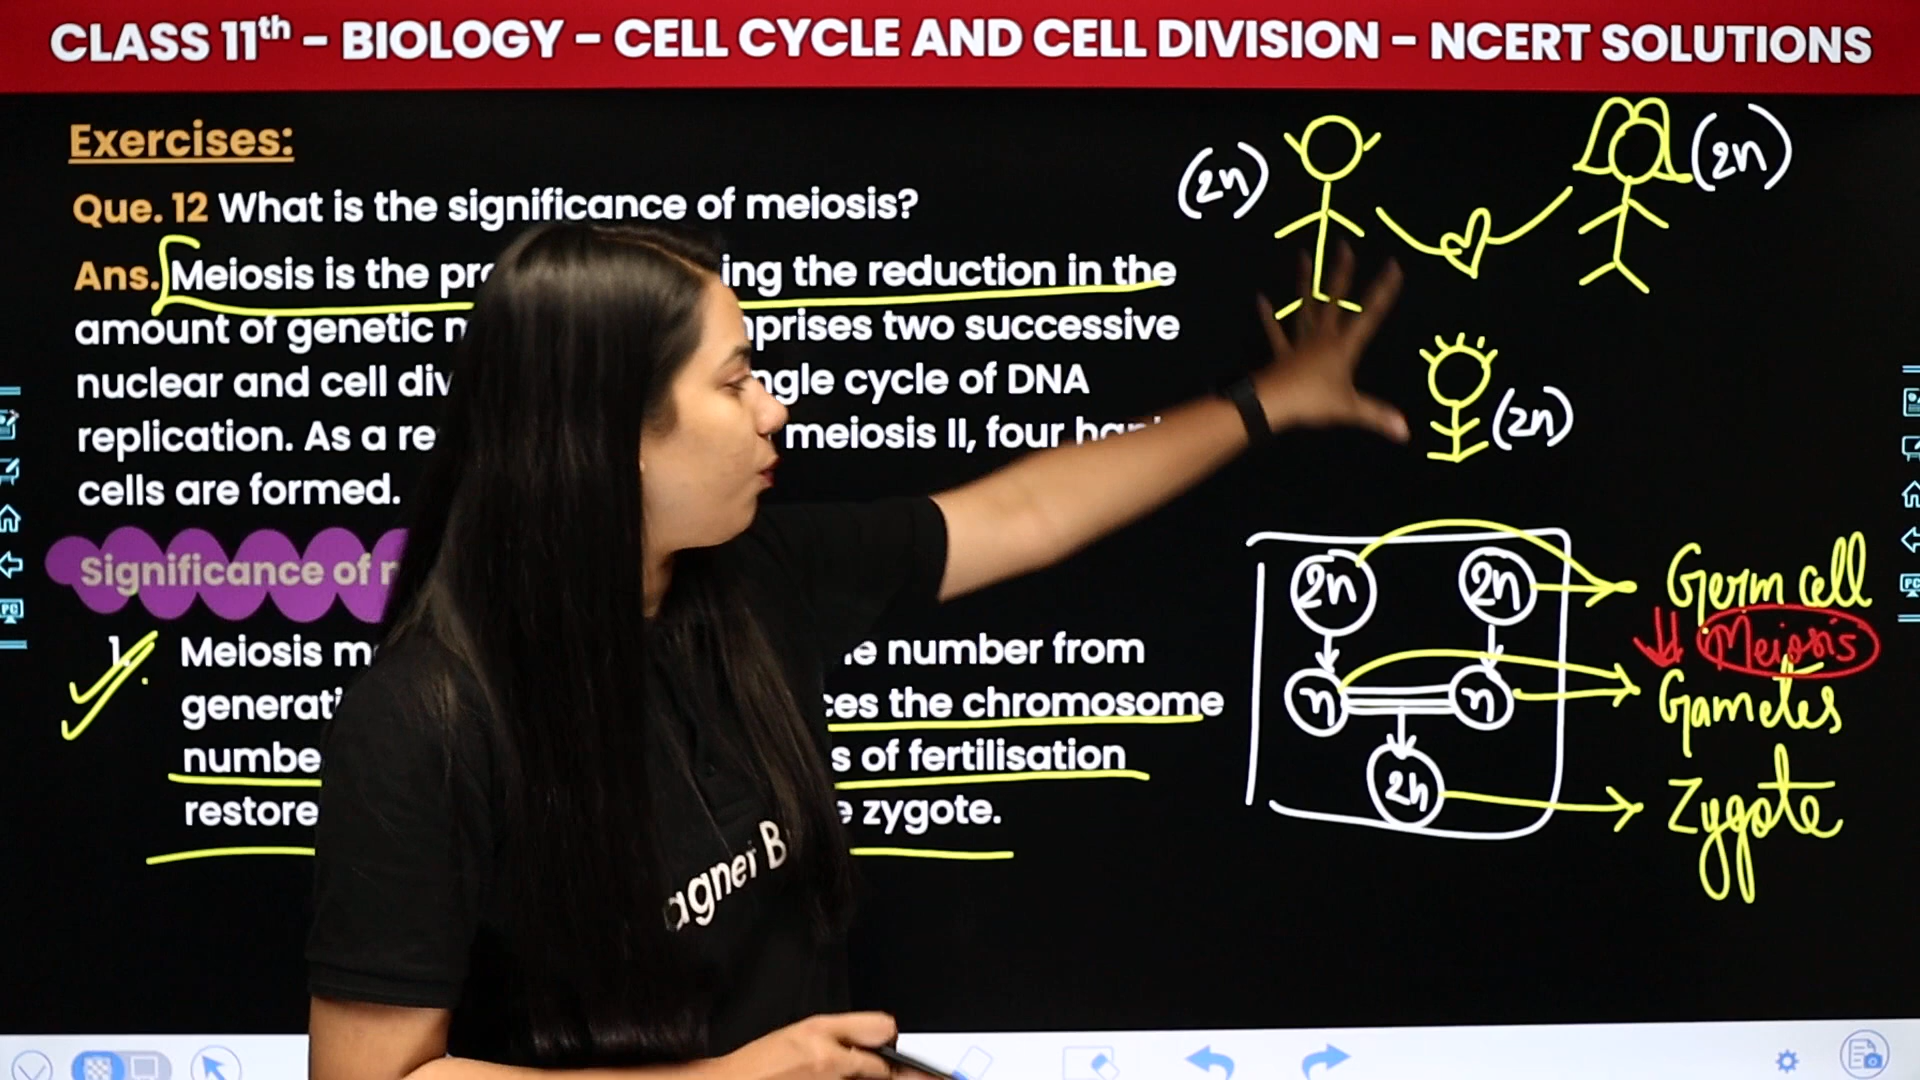 CLASS 11th - BIOLOGY - CELL CYCLE AND CELL DIVISION - NCERT SOLUTIONS
Exercises:
Que. 12 What is the significance of meiosis?
Ans. Meiosis is the pr ing the reduction in the
amount of genetic prises two successive
nuclear and cell div gle cycle of DNA
replication. As a re meiosis II, four
cells are formed.
Significance of
1. Meiosis m number from
generati ces the chromosome
numbe s of fertilisation
restore zygote.
(2n)
(2n)
(2n)
2n 2n Germ cell
Meiosis
n n Gametes
2n Zygote
agnet B